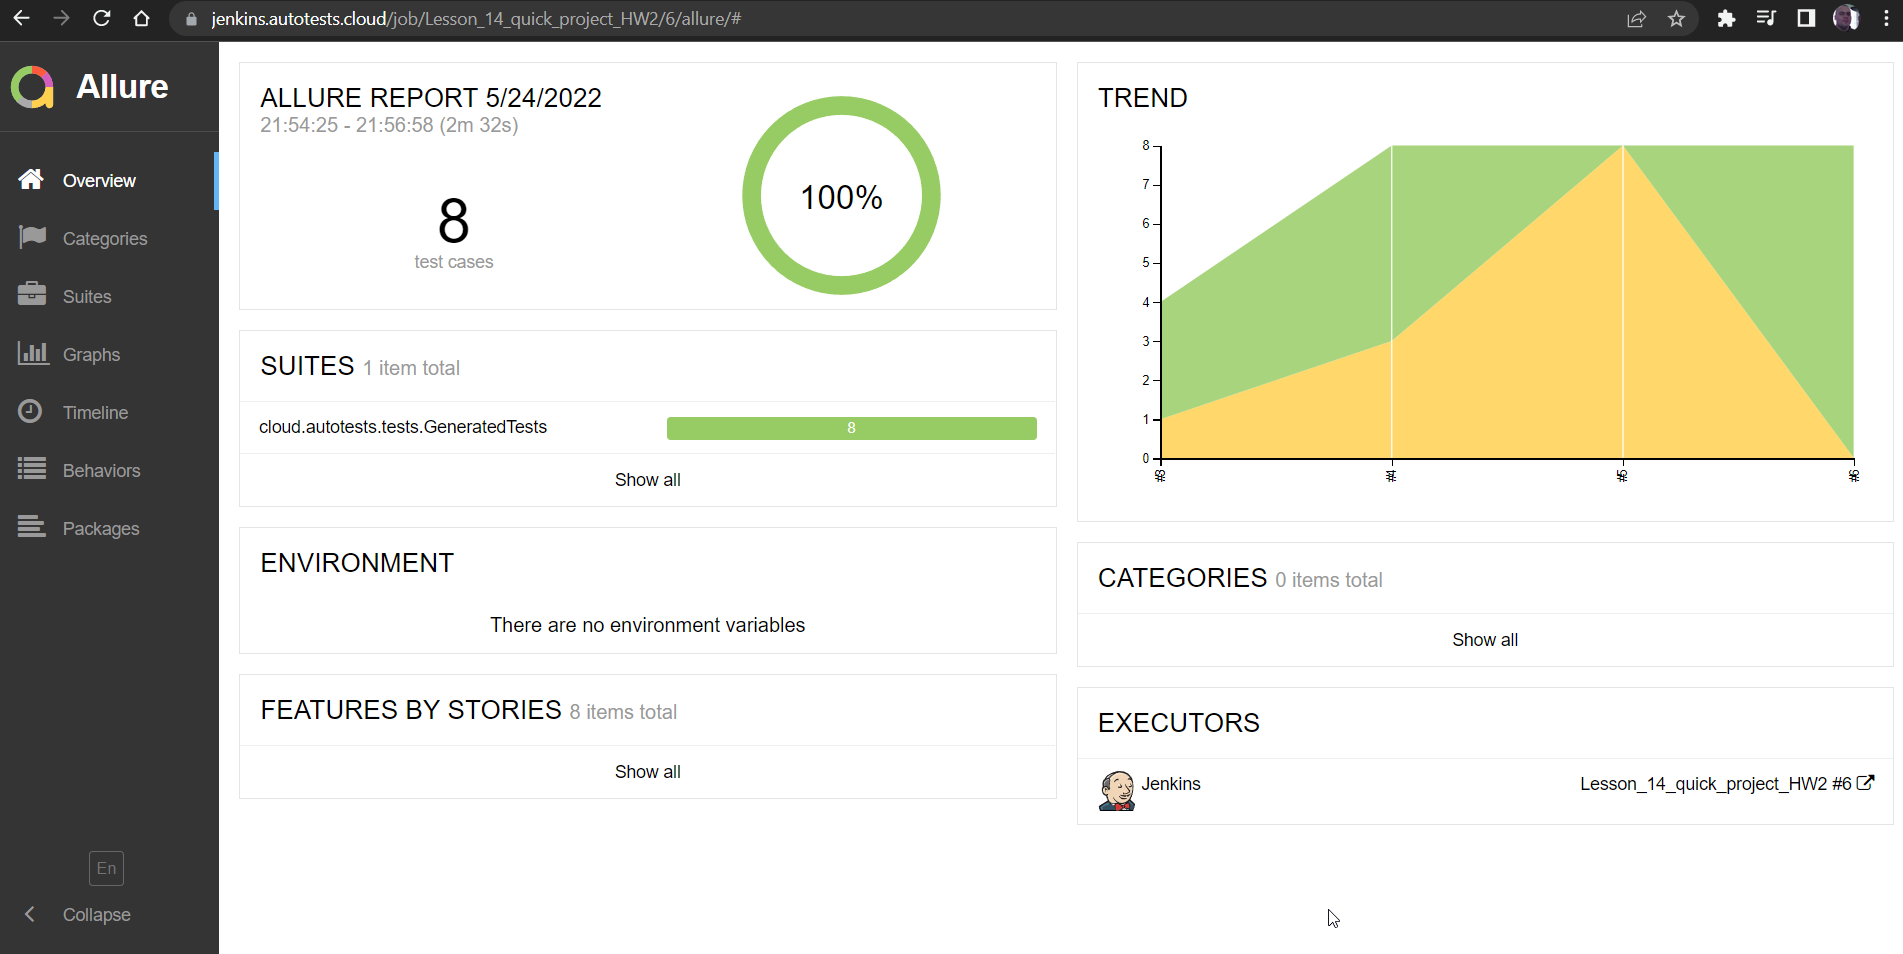 jenkins.autotests.cloud/job/Lesson_14_quick_project_HW2/6/allure/#
Allure
Overview
Categories
Suites
Graphs
Timeline
Behaviors
Packages
En
Collapse
ALLURE REPORT 5/24/2022
21:54:25 - 21:56:58 (2m 32s)
8
test cases
100%
SUITES 1 item total
cloud.autotests.tests.GeneratedTests 8
Show all
ENVIRONMENT
There are no environment variables
FEATURES BY STORIES 8 items total
Show all
TREND
8
7
6
5
4
3
2
1
0
#3
#4
#5
#6
CATEGORIES 0 items total
Show all
EXECUTORS
Jenkins Lesson_14_quick_project_HW2 #6